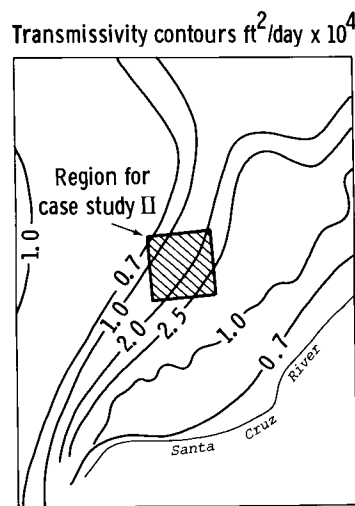 Transmissivity contours ft²/day x 10⁴
Region for
case study II
1.0
0.7
1.0
2.0
2.5
1.0
0.7
Santa Cruz River